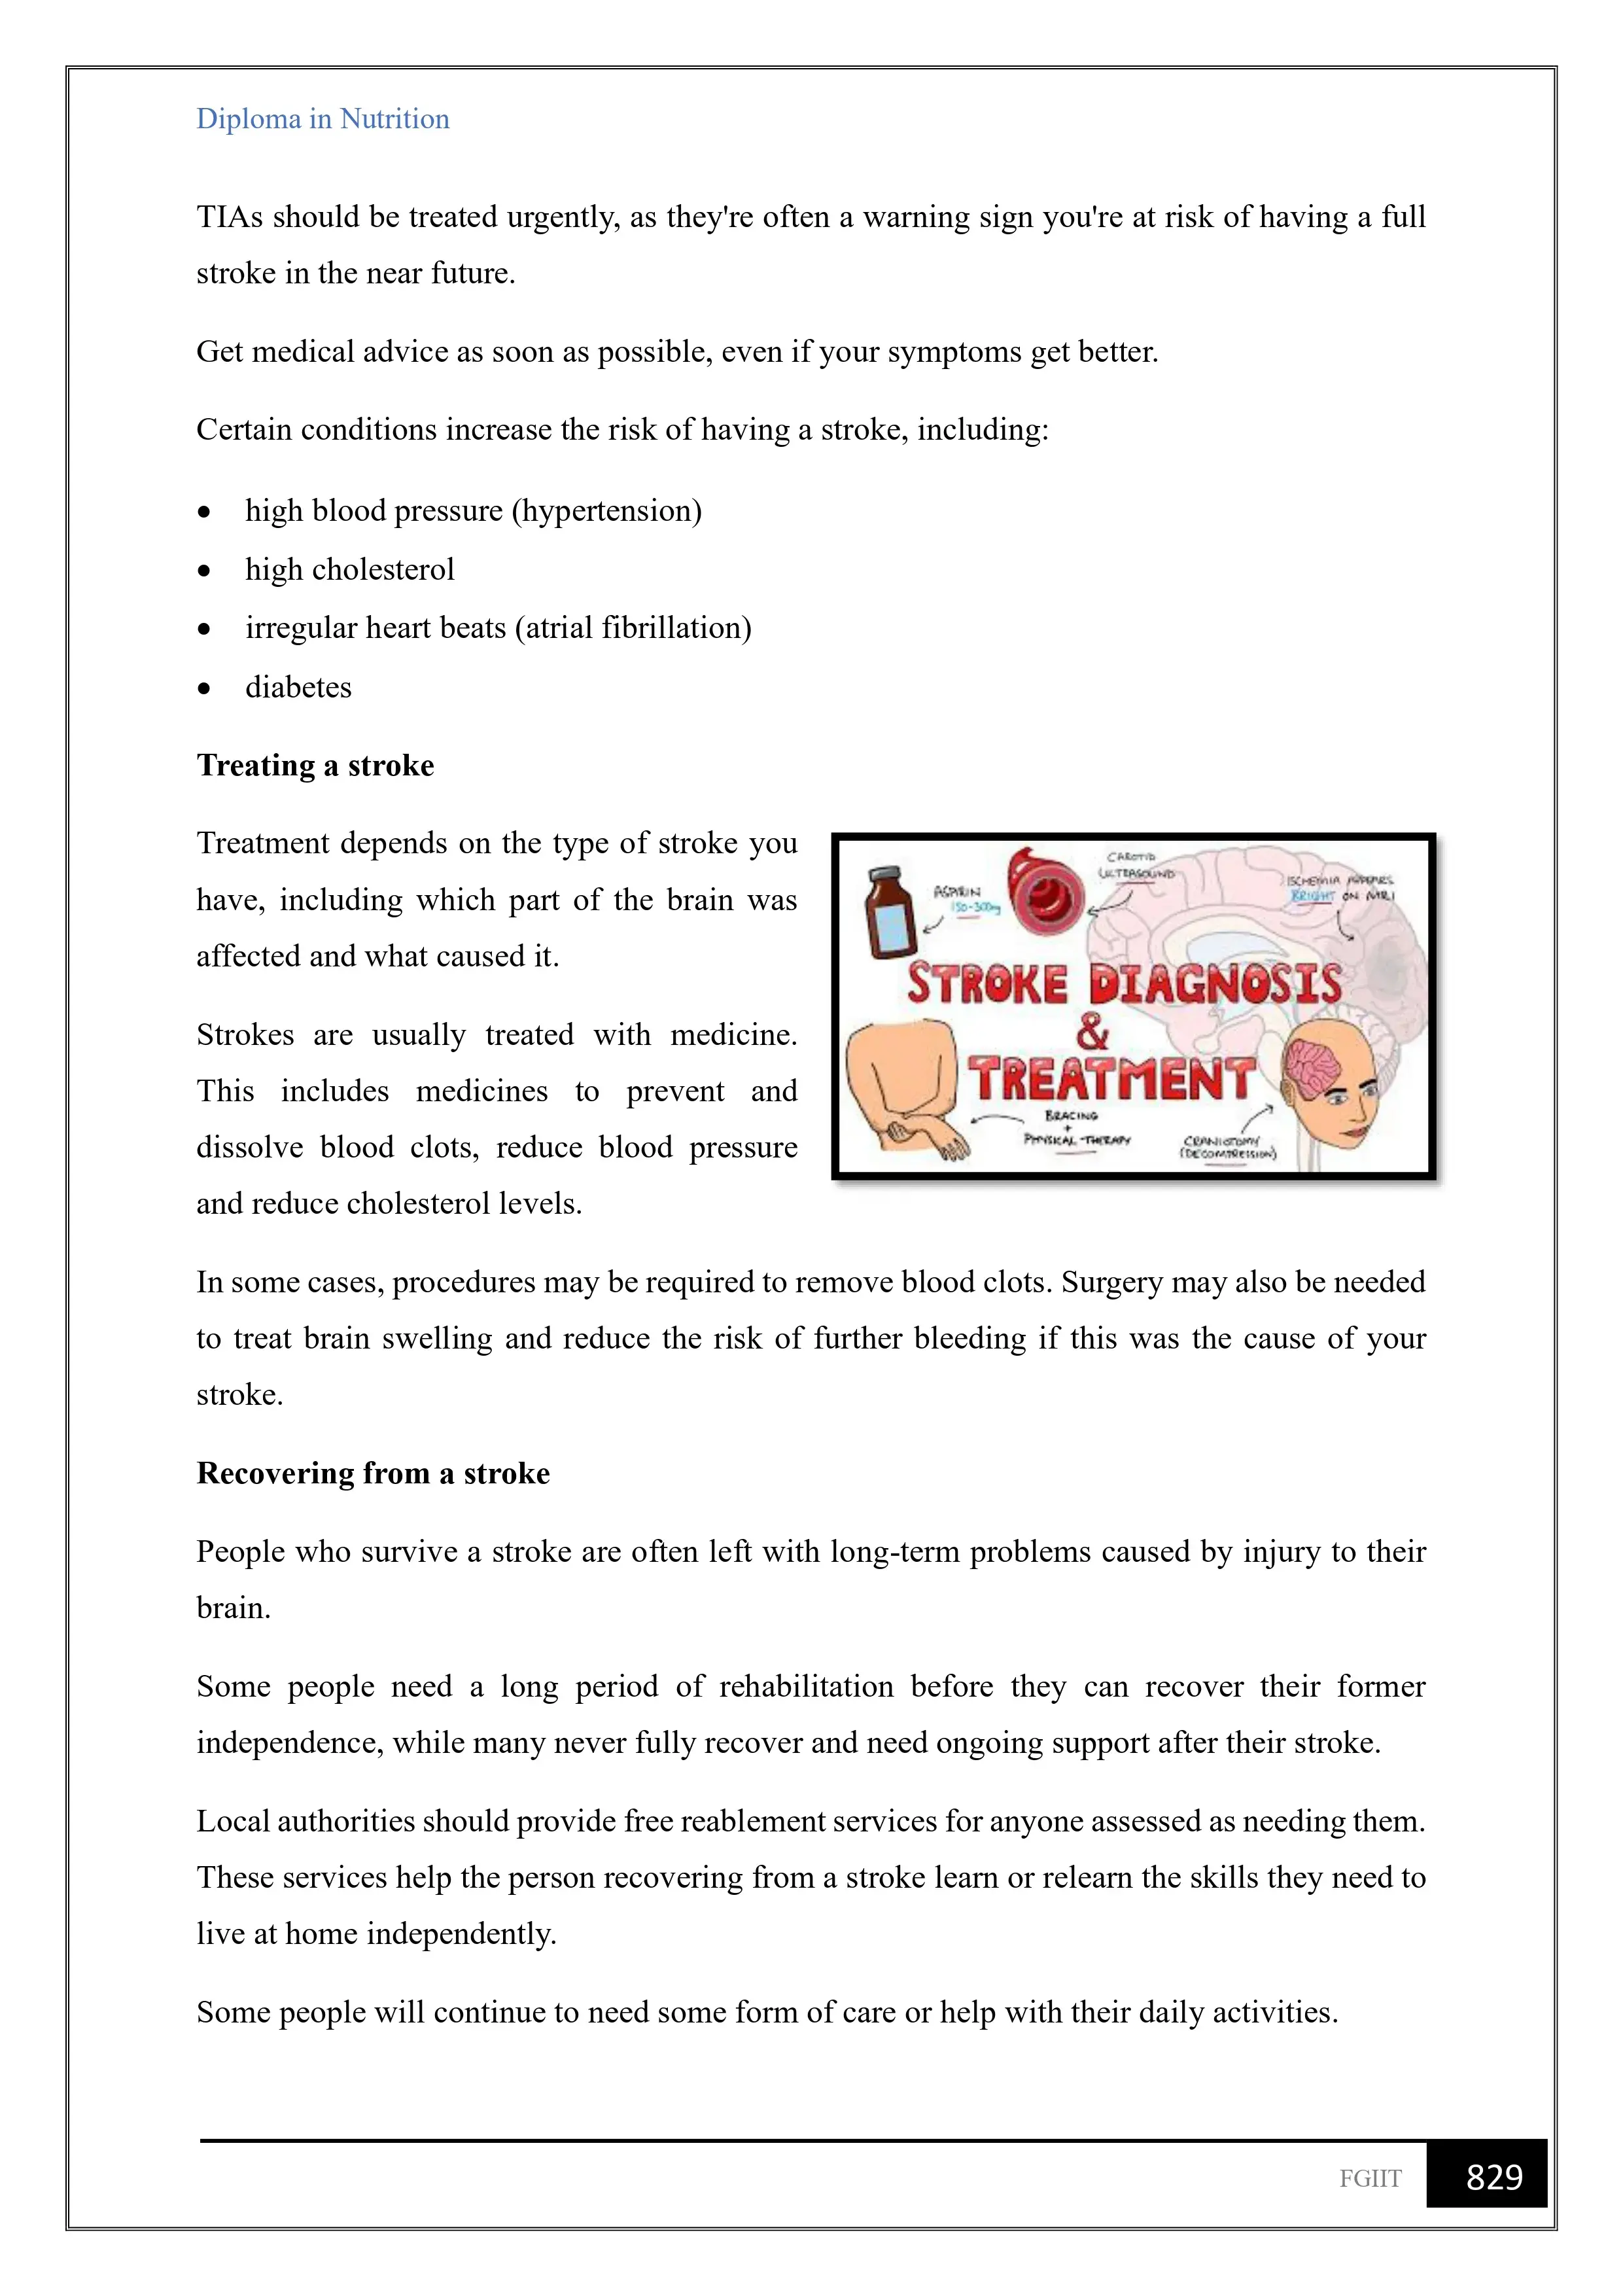 Diploma in Nutrition
TIAs should be treated urgently, as they're often a warning sign you're at risk of having a full
stroke in the near future.
Get medical advice as soon as possible, even if your symptoms get better.
Certain conditions increase the risk of having a stroke, including:
• high blood pressure (hypertension)
• high cholesterol
• irregular heart beats (atrial fibrillation)
• diabetes
Treating a stroke
Treatment depends on the type of stroke you
have, including which part of the brain was
affected and what caused it.
Strokes are usually treated with medicine.
This includes medicines to prevent and
dissolve blood clots, reduce blood pressure
and reduce cholesterol levels.
ASPIRIN
150-300mg
CAROTID
ULTRASOUND
ISCHEMIA APPEARS
BRIGHT ON MRI
STROKE DIAGNOSIS
&
TREATMENT
BRACING
+
PHYSICAL THERAPY
CRANIOTOMY
(DECOMPRESSION)
In some cases, procedures may be required to remove blood clots. Surgery may also be needed
to treat brain swelling and reduce the risk of further bleeding if this was the cause of your
stroke.
Recovering from a stroke
People who survive a stroke are often left with long-term problems caused by injury to their
brain.
Some people need a long period of rehabilitation before they can recover their former
independence, while many never fully recover and need ongoing support after their stroke.
Local authorities should provide free reablement services for anyone assessed as needing them.
These services help the person recovering from a stroke learn or relearn the skills they need to
live at home independently.
Some people will continue to need some form of care or help with their daily activities.
FGIIT
829